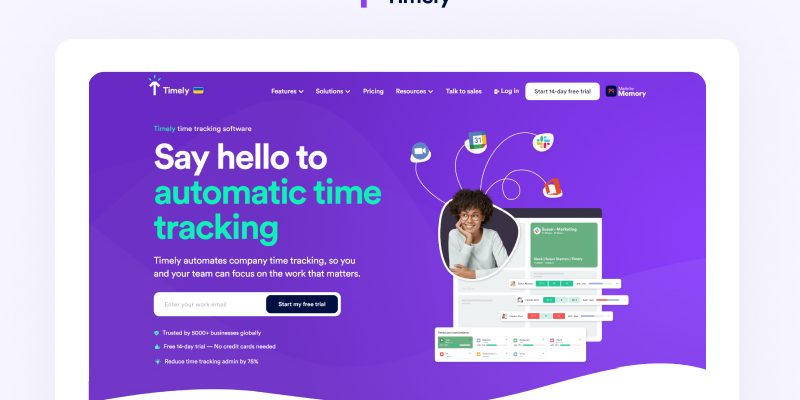 Timely
Timely
Features
Solutions
Pricing
Resources
Talk to sales
Log in
Start 14-day free trial
Made by
Memory
Timely time tracking software
Say hello to
automatic time
tracking
Timely automates company time tracking, so you
and your team can focus on the work that matters.
Enter your work email
Start my free trial
Trusted by 5000+ businesses globally
Free 14-day trial — No credit cards needed
Reduce time tracking admin by 75%
31